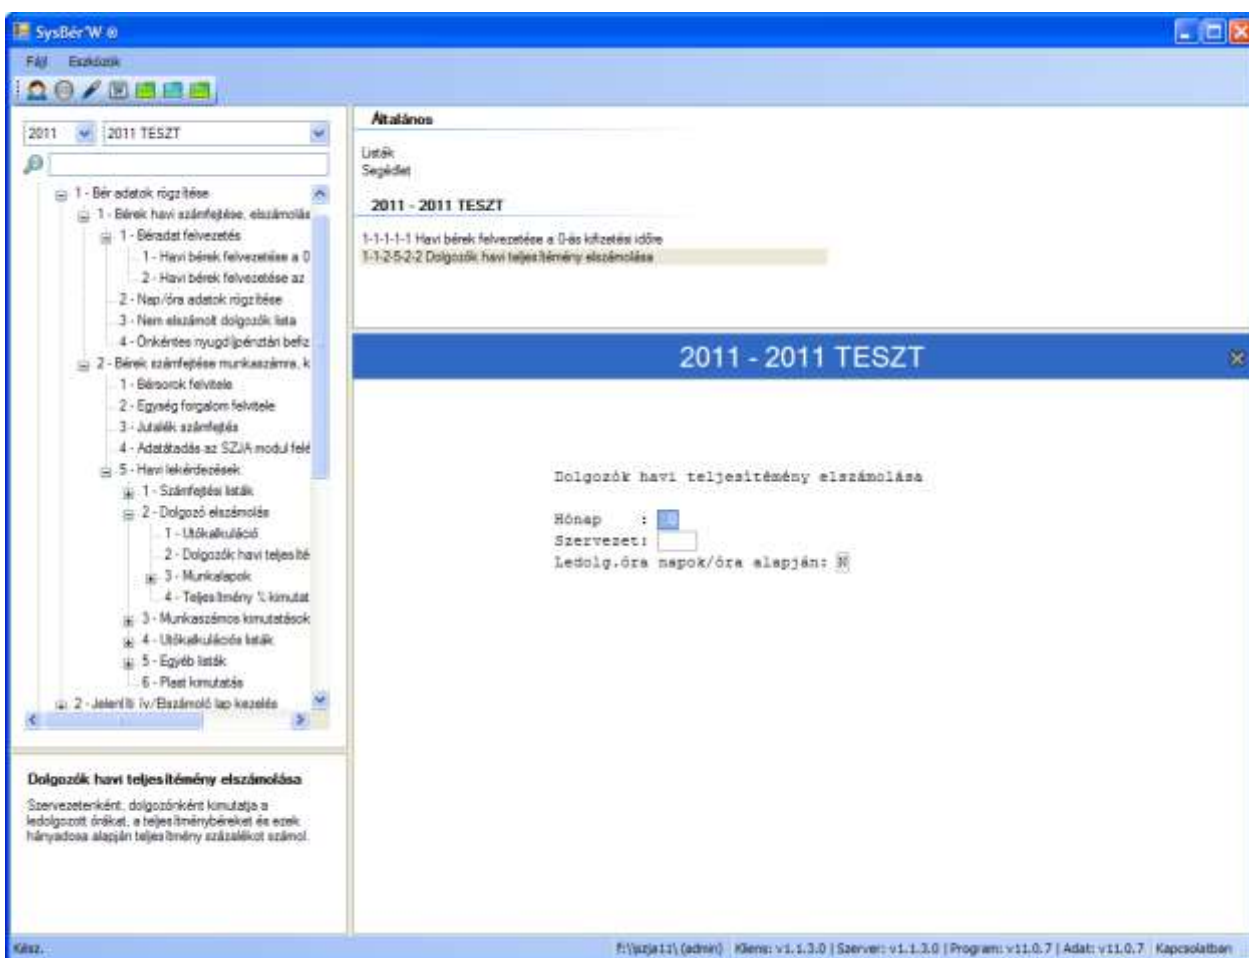 SysBér'W ®
Fájl Eszközök
2011 2011 TESZT
1 - Bér adatok rögzítése
1 - Bérek havi számfejtése, elszámolás
1 - Béradat felvezetés
1 - Havi bérek felvezetése a 0
2 - Havi bérek felvezetése az
2 - Nap/óra adatok rögzítése
3 - Nem elszámolt dolgozók lista
4 - Önkéntes nyugdíjpénztári befiz
2 - Bérek számfejtése munkaszámra, k
1 - Bérsorok felvitele
2 - Egység forgalom felvitele
3 - Jutalék számfejtés
4 - Adatátadás az SZJA modul felé
5 - Havi lekérdezések
1 - Számfejtési listák
2 - Dolgozó elszámolás
1 - Utókalkuláció
2 - Dolgozók havi teljesíté
3 - Munkalapok
4 - Teljesítmény % kimutat
3 - Munkaszámos kimutatások
4 - Utókalkulációs listák
5 - Egyéb listák
6 - Plast kimutatás
2 - Jelenléti ív/Elszámoló lap kezelés
Dolgozók havi teljesítémény elszámolása
Szervezetenként, dolgozónként kimutatja a
ledolgozott órákat, a teljesítménybéreket és ezek
hányadosa alapján teljesítmény százalékot számol.
Általános
Listák
Segédlet
2011 - 2011 TESZT
1-1-1-1-1 Havi bérek felvezetése a 0-ás kifizetési időre
1-1-2-5-2-2 Dolgozók havi teljesítémény elszámolása
2011 - 2011 TESZT
Dolgozók havi teljesítémény elszámolása
Hónap : 0
Szervezet:
Ledolg.óra napok/óra alapján: N
Kész.
f:\szja11\ (admin) Kliens: v1.1.3.0 | Szerver: v1.1.3.0 | Program: v11.0.7 | Adat: v11.0.7 Kapcsolatban